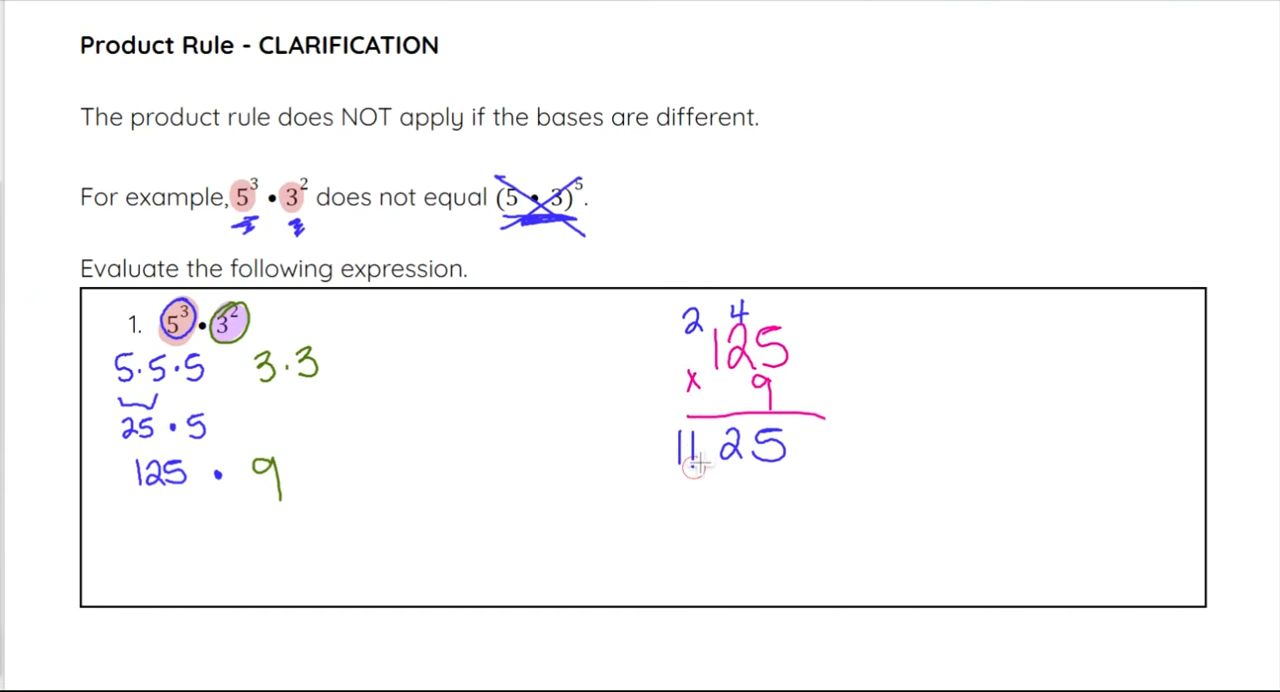 Product Rule - CLARIFICATION
The product rule does NOT apply if the bases are different.
For example, 5³ • 3² does not equal (5 • 3)⁵.
Evaluate the following expression.
1. 5³ • 3²
5·5·5 3·3
25 · 5
125 · 9
2 4
125
x 9
1125